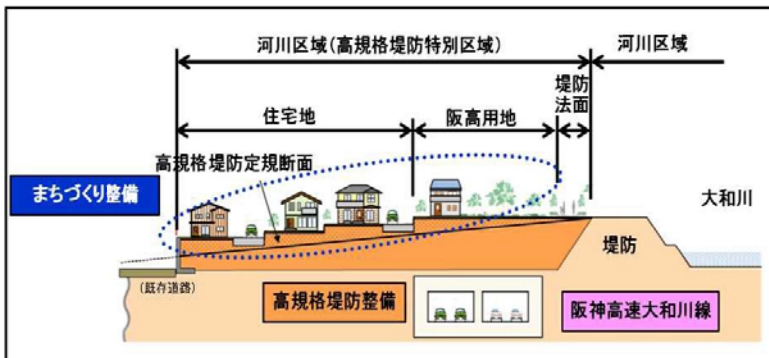 河川区域(高規格堤防特別区域)
河川区域
堤防
法面
住宅地
阪高用地
高規格堤防定規断面
まちづくり整備
大和川
堤防
(既存道路)
高規格堤防整備
阪神高速大和川線